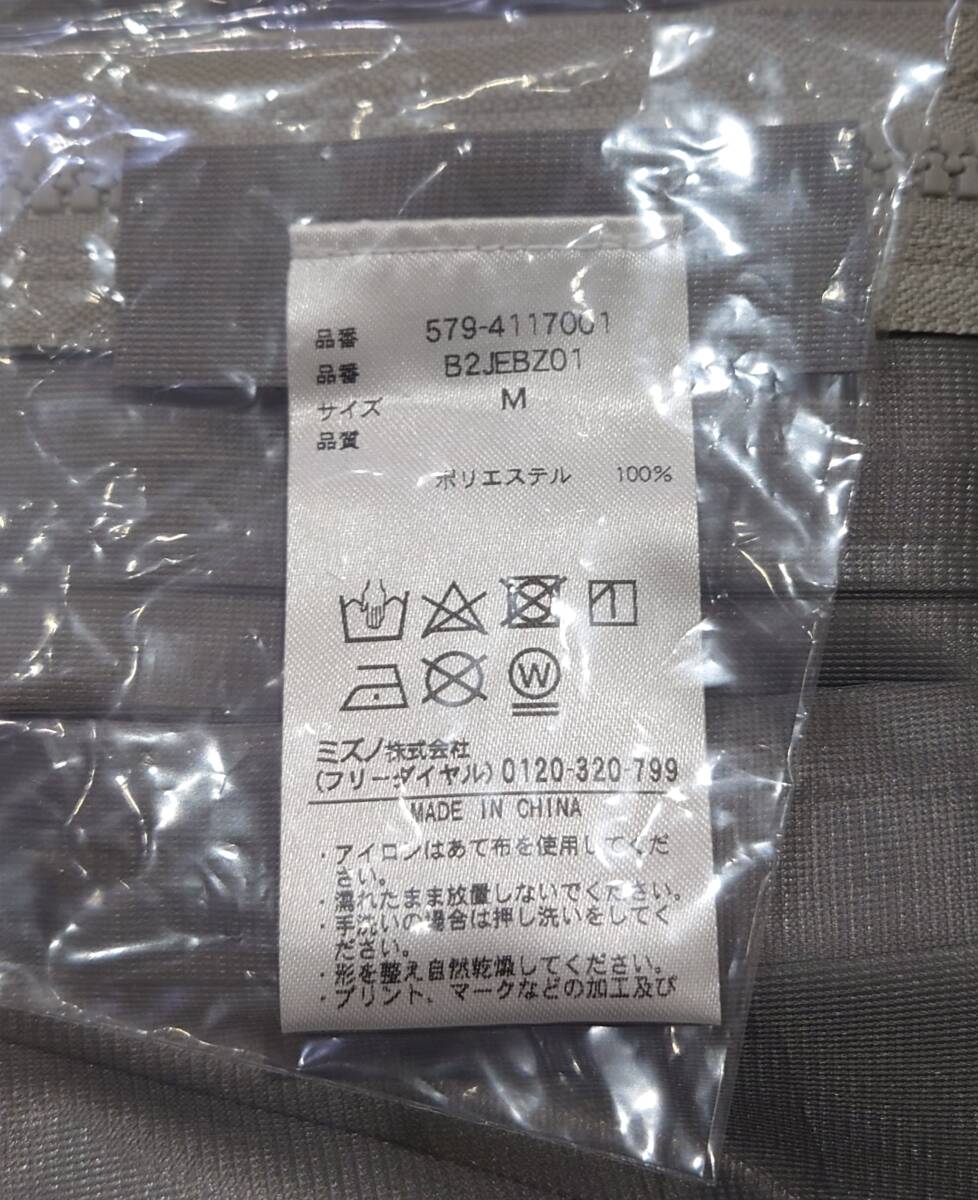 品番 579-4117001
品番 B2JEBZ01
サイズ M
品質
ポリエステル 100%
W
ミズノ株式会社
(フリーダイヤル) 0120-320-799
MADE IN CHINA
・アイロンはあて布を使用してくだ
さい。
・濡れたまま放置しないでください。
・手洗いの場合は押し洗いをしてく
ださい。
・形を整え自然乾燥してください。
・プリント、マークなどの加工及び